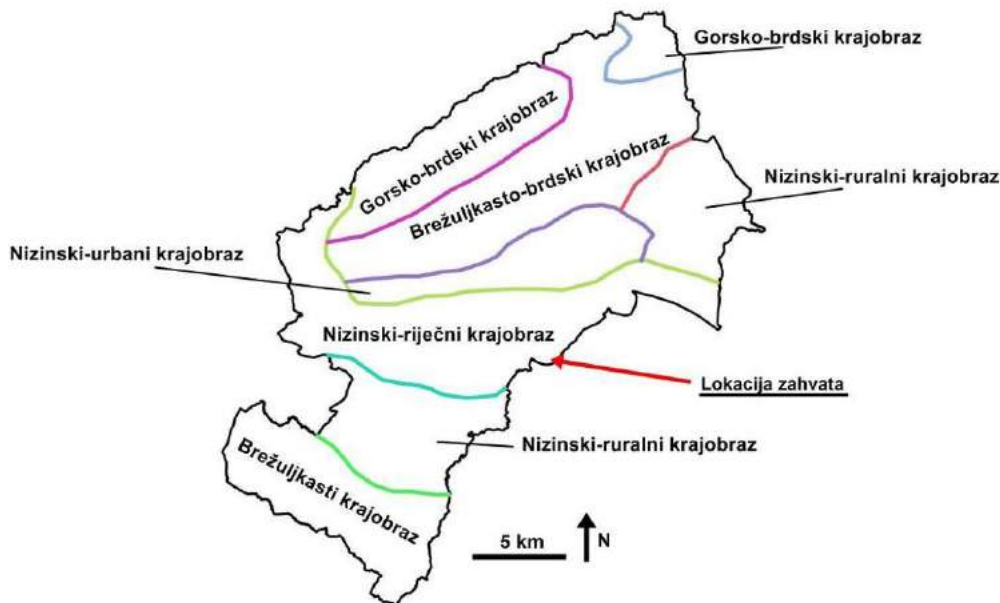 Gorsko-brdski krajobraz
Gorsko-brdski krajobraz
Brežuljkasto-brdski krajobraz
Nizinski-ruralni krajobraz
Nizinski-urbani krajobraz
Nizinski-riječni krajobraz
Lokacija zahvata
Nizinski-ruralni krajobraz
Brežuljkasti krajobraz
5 km
N